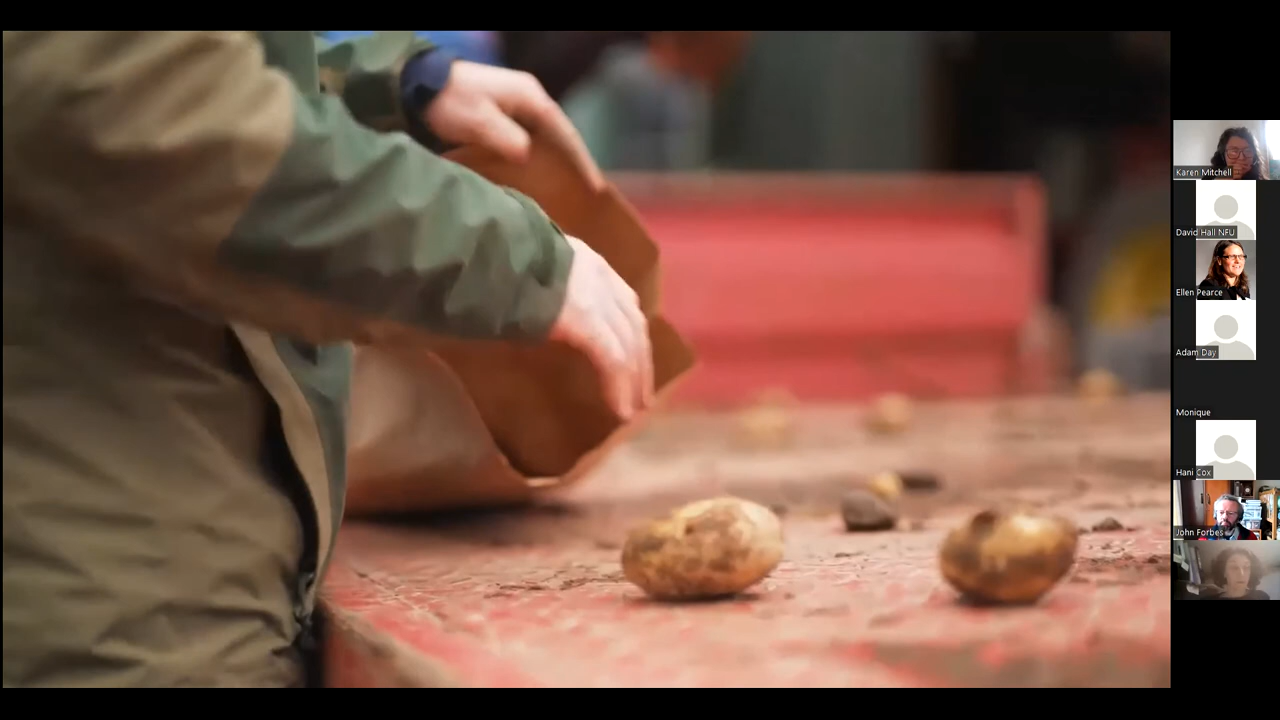 Karen Mitchell
David Hall NFU
Ellen Pearce
Adam Day
Monique
Hani Cox
John Forbes